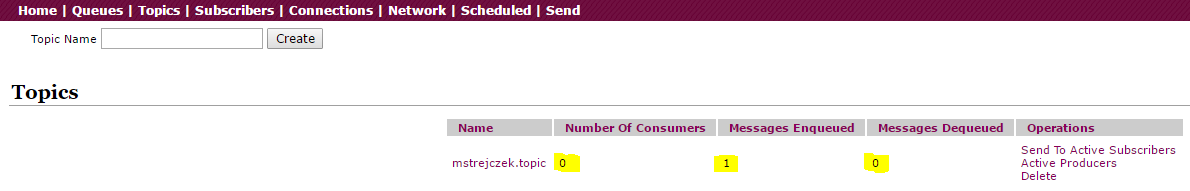 Home | Queues | Topics | Subscribers | Connections | Network | Scheduled | Send
Topic Name Create
Topics
Name Number Of Consumers Messages Enqueued Messages Dequeued Operations
mstrejczek.topic 0 1 0 Send To Active Subscribers
Active Producers
Delete